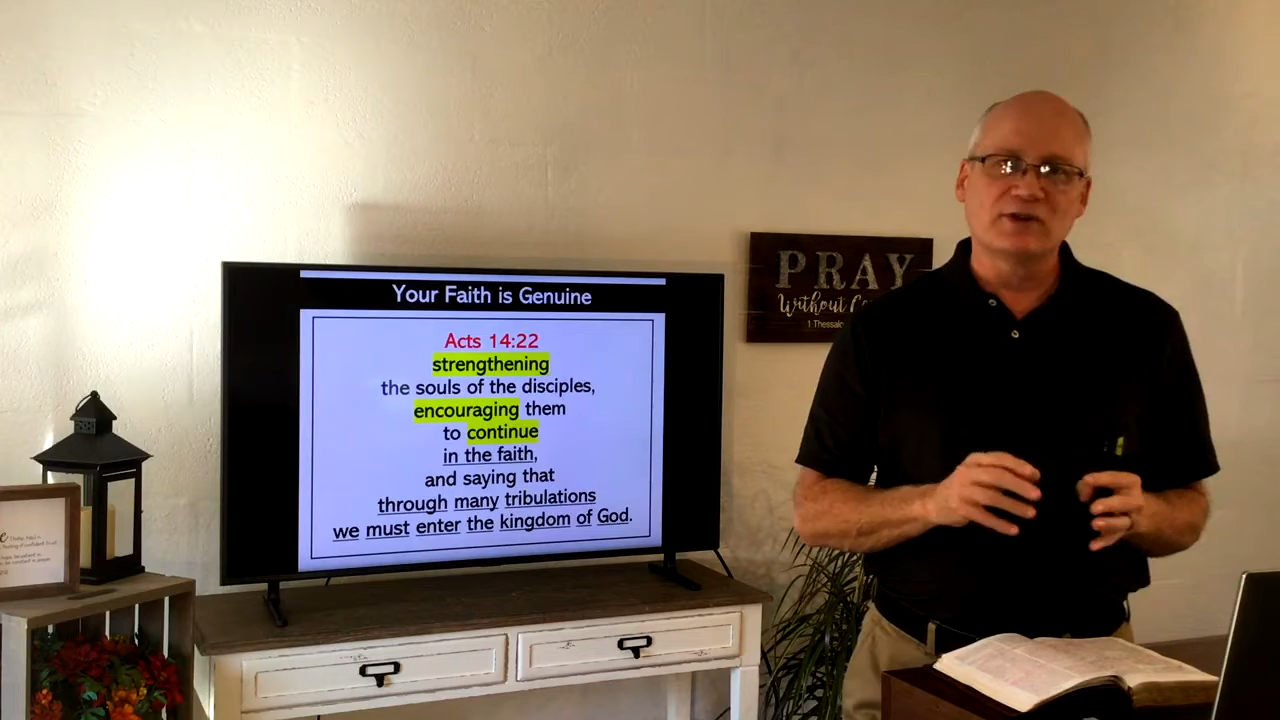 Your Faith is Genuine
Acts 14:22
strengthening
the souls of the disciples,
encouraging them
to continue
in the faith,
and saying that
through many tribulations
we must enter the kingdom of God.
PRAY
Without
1